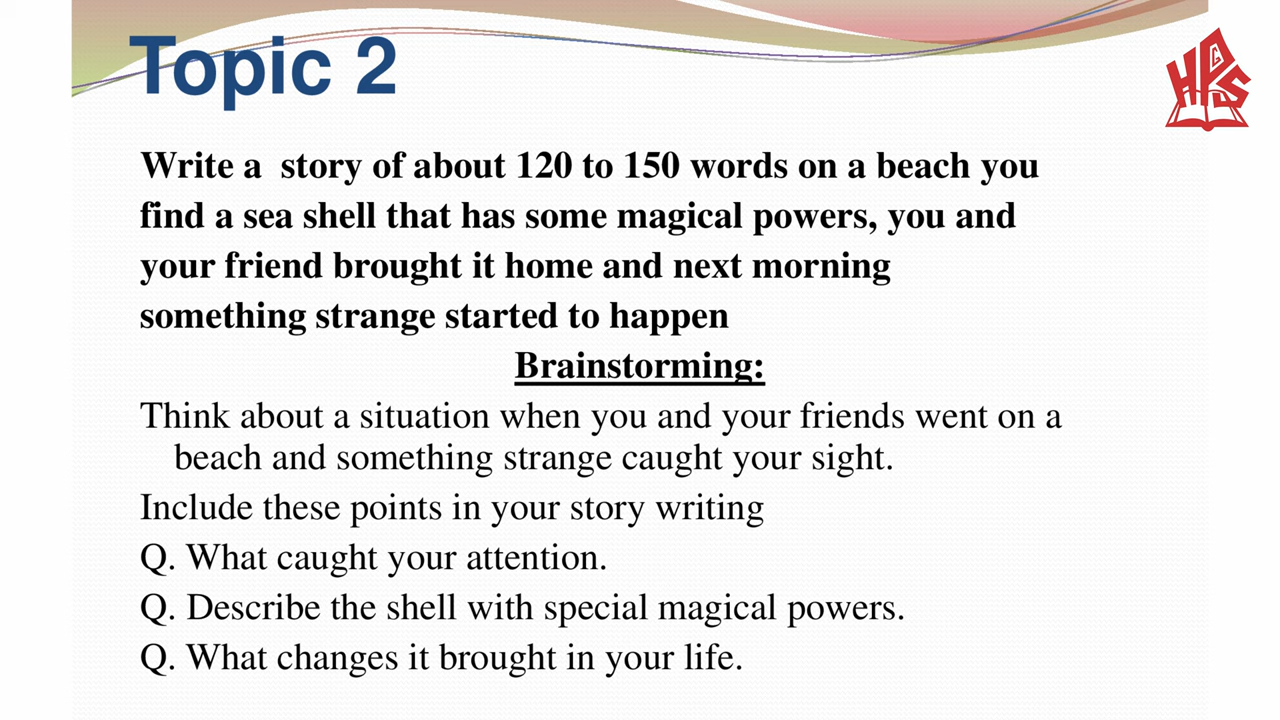 Topic 2
HPGS
Write a  story of about 120 to 150 words on a beach you
find a sea shell that has some magical powers, you and
your friend brought it home and next morning
something strange started to happen
Brainstorming:
Think about a situation when you and your friends went on a
beach and something strange caught your sight.
Include these points in your story writing
Q. What caught your attention.
Q. Describe the shell with special magical powers.
Q. What changes it brought in your life.